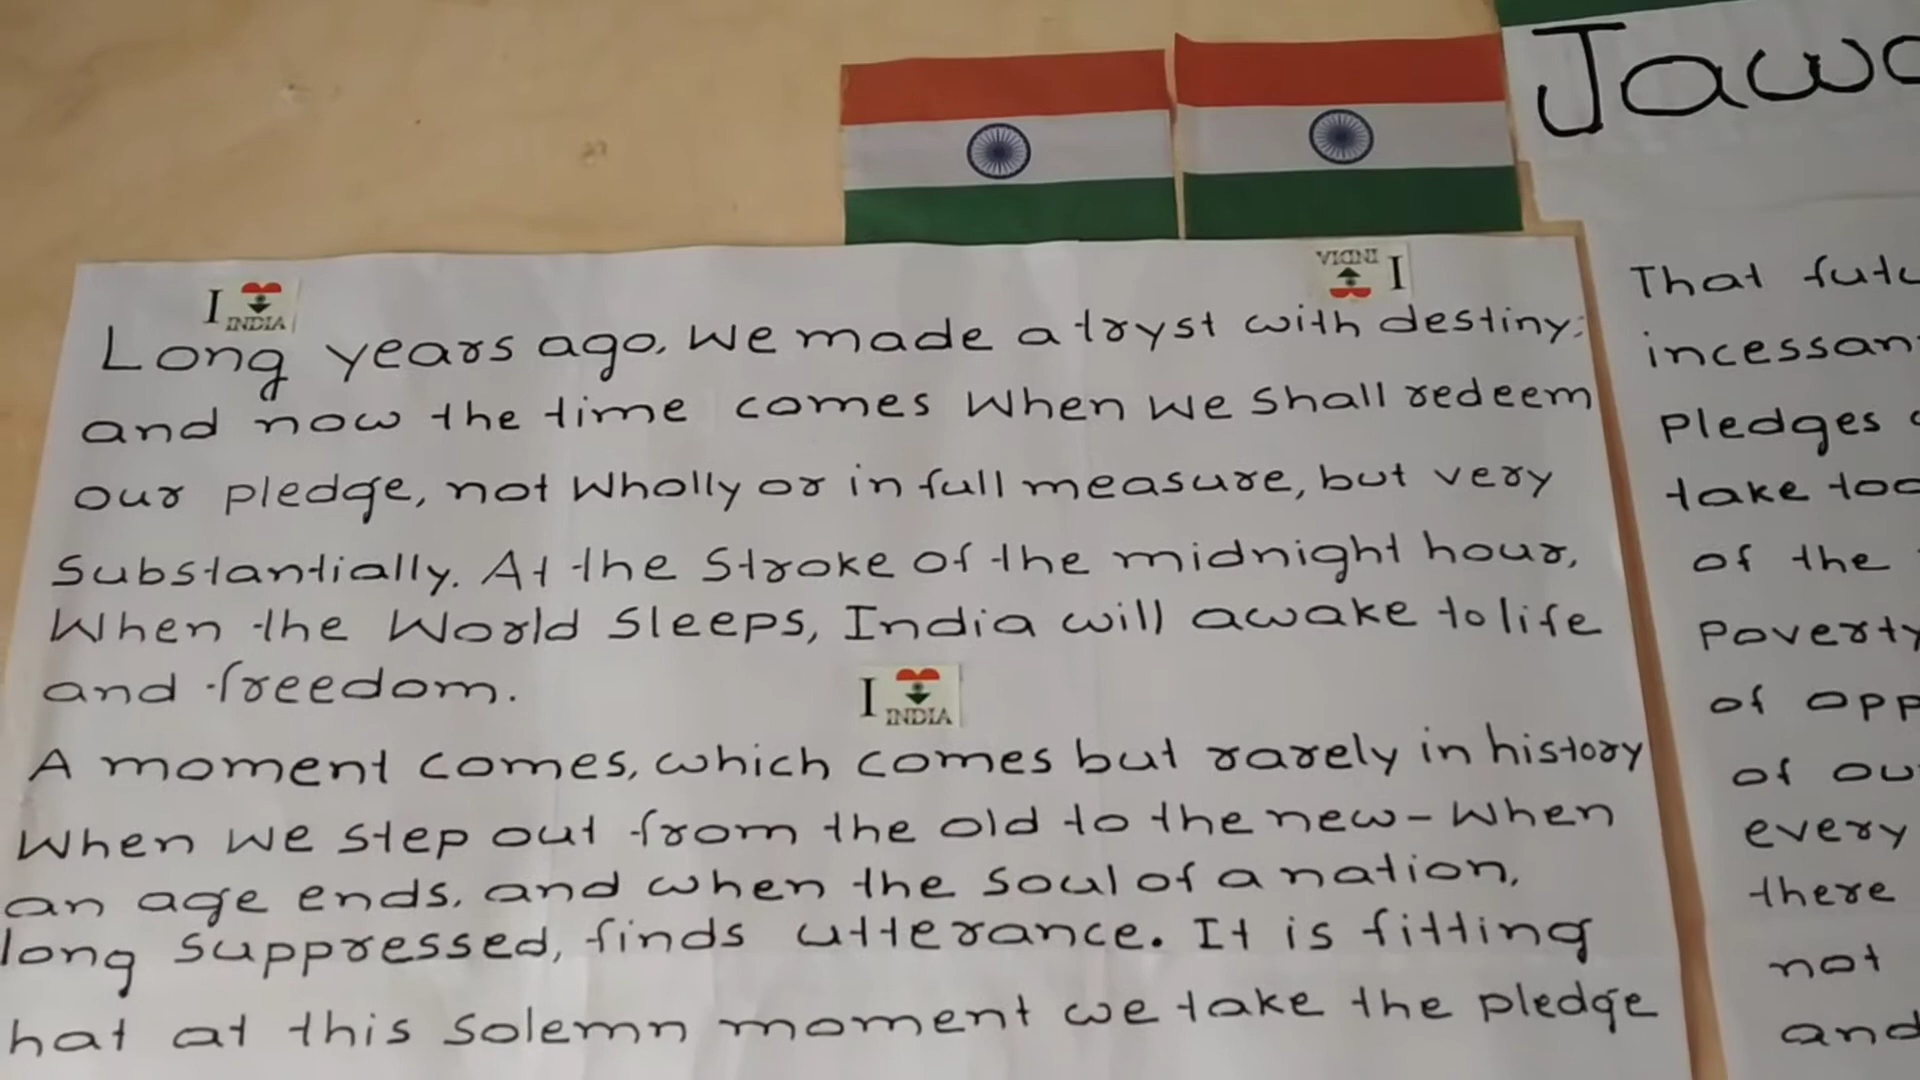 Jawa
I INDIA
INDIA I
Long years ago, We made a tryst with destiny;
and now the time comes When We Shall redeem
our pledge, not Wholly or in full measure, but very
Substantially. At the Stroke of the midnight hour,
When the World Sleeps, India will awake to life
and freedom.
I INDIA
A moment comes, which comes but rarely in history
When We step out from the old to the new - When
an age ends, and when the Soul of a nation,
long suppressed, finds utterance. It is fitting
hat at this Solemn moment we take the pledge
That futu
incessan
Pledges
take too
of the
Poverty
of opp
of ou
every
there
not
and